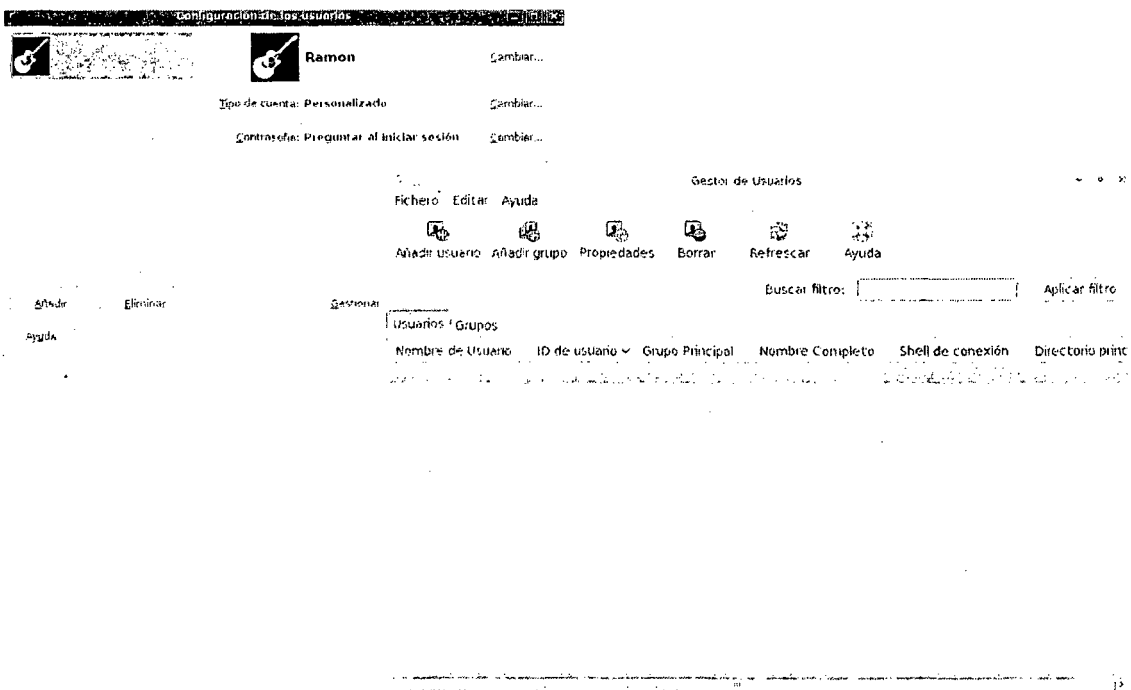 Configuración de los usuarios
Ramon
Cambiar...
Tipo de cuenta: Personalizado
Cambiar...
Contraseña: Preguntar al iniciar sesión
Cambiar...
Gestor de Usuarios
Fichero Editar Ayuda
Añadir usuario Añadir grupo Propiedades Borrar Refrescar Ayuda
Buscar filtro: Aplicar filtro
Añadir Eliminar Gestionar
Ayuda
Usuarios Grupos
Nombre de Usuario ID de usuario Grupo Principal Nombre Completo Shell de conexión Directorio princ